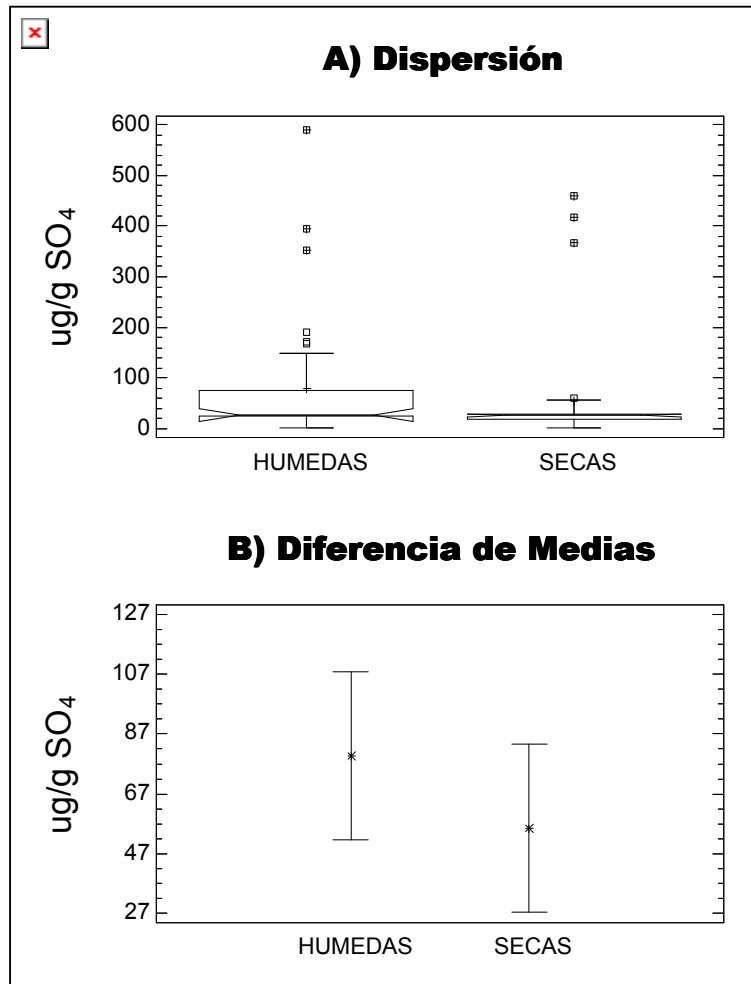 A) Dispersión
600
500
400
300
200
100
0
ug/g SO₄
HUMEDAS SECAS
B) Diferencia de Medias
127
107
87
67
47
27
ug/g SO₄
HUMEDAS SECAS